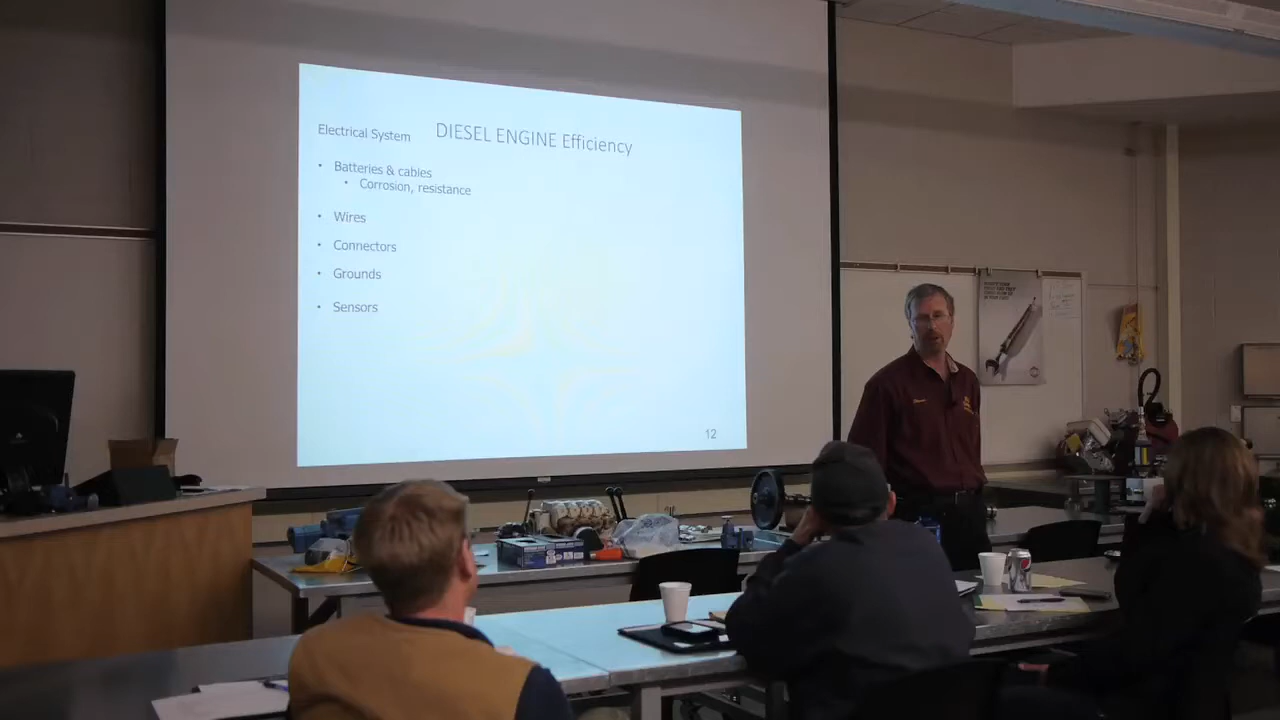 DIESEL ENGINE Efficiency
Electrical System
• Batteries & cables
• Corrosion, resistance
• Wires
• Connectors
• Grounds
• Sensors
12